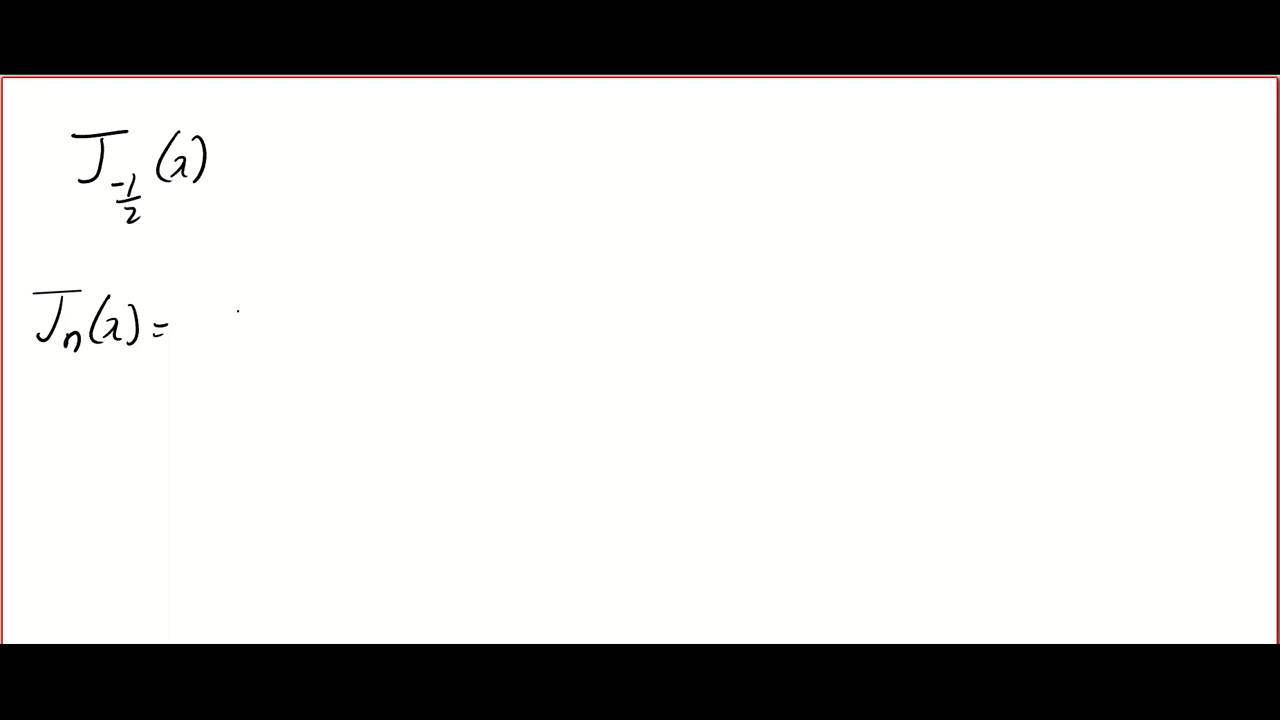 J_{-1/2}(x)
J_n(x) =